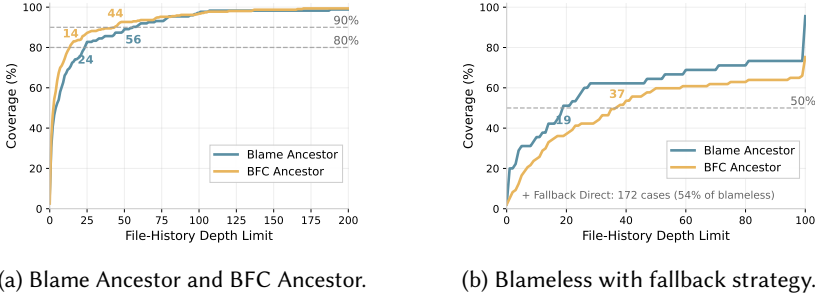 100
80
60
40
20
0
Coverage (%)
14
44
24
56
90%
80%
Blame Ancestor
BFC Ancestor
0 25 50 75 100 125 150 175 200
File-History Depth Limit
(a) Blame Ancestor and BFC Ancestor.
100
80
60
40
20
0
Coverage (%)
37
19
50%
Blame Ancestor
BFC Ancestor
+ Fallback Direct: 172 cases (54% of blameless)
0 20 40 60 80 100
File-History Depth Limit
(b) Blameless with fallback strategy.